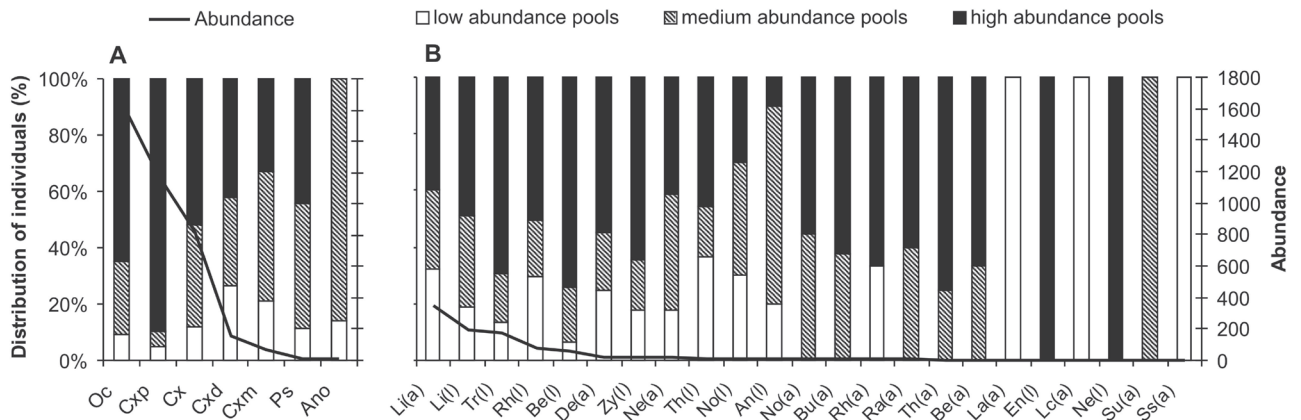 Abundance low abundance pools medium abundance pools high abundance pools
A B
Distribution of individuals (%)
100%
80%
60%
40%
20%
0%
Oc Cxp Cx Cxd Cxm Ps Ano
Li(a) Li(l) Tr(l) Rh(l) Be(l) De(a) Zy(l) Ne(a) Th(l) No(l) An(l) No(a) Bu(a) Rh(a) Ra(a) Th(a) Be(a) La(a) En(l) Lc(a) Ne(l) Su(a) Ss(a)
1800
1600
1400
1200
1000
800
600
400
200
0
Abundance